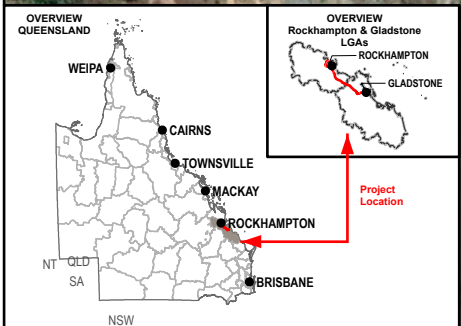 OVERVIEW
QUEENSLAND
WEIPA
CAIRNS
TOWNSVILLE
MACKAY
ROCKHAMPTON
BRISBANE
NT
QLD
SA
NSW
OVERVIEW
Rockhampton & Gladstone
LGAs
ROCKHAMPTON
GLADSTONE
Project
Location